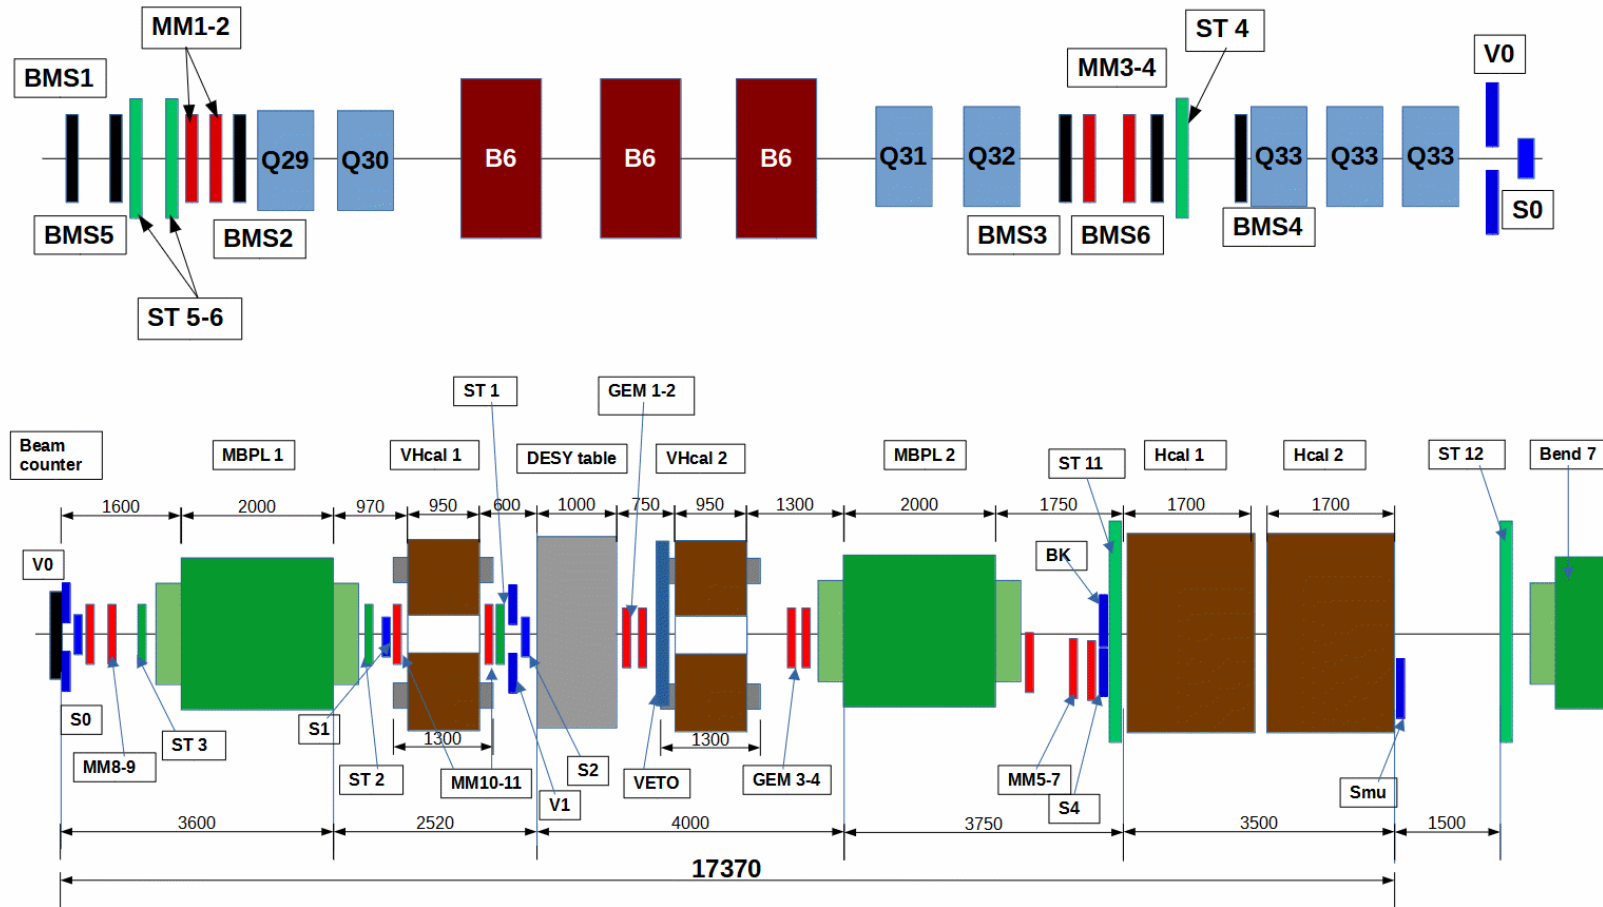 MM1-2
ST 4
BMS1
MM3-4
V0
Q29
Q30
B6
B6
B6
Q31
Q32
Q33
Q33
Q33
BMS5
BMS2
BMS3
BMS6
BMS4
S0
ST 5-6
ST 1
GEM 1-2
Beam
counter
MBPL 1
VHcal 1
DESY table
VHcal 2
MBPL 2
ST 11
Hcal 1
Hcal 2
ST 12
Bend 7
1600
2000
970
950
600
1000
750
950
1300
2000
1750
1700
1700
V0
BK
S0
ST 3
MM8-9
S1
ST 2
1300
MM10-11
V1
S2
VETO
1300
GEM 3-4
MM5-7
S4
Smu
3600
2520
4000
3750
3500
1500
17370